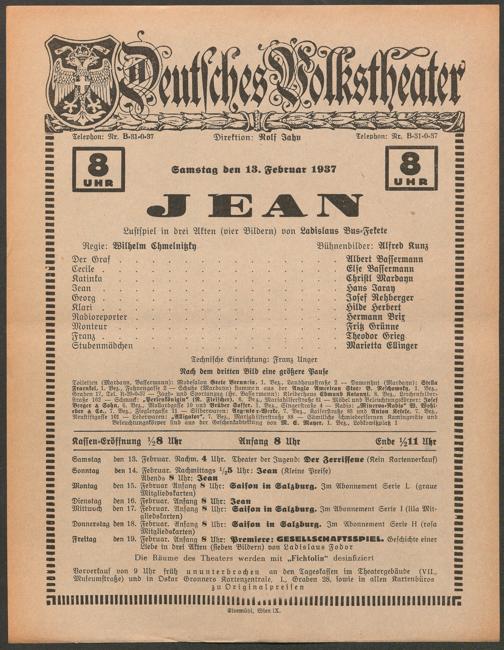 Deutsches Volkstheater
Telephon: Nr. B-31-0-37 Direktion: Rolf Jahn Telephon: Nr. B-31-0-37
8 UHR Samstag den 13. Februar 1937 8 UHR
JEAN
Lustspiel in drei Akten (vier Bildern) von Ladislaus Bus-Fekete
Regie: Wilhelm Chmelnitzky Bühnenbilder: Alfred Kunz
Der Graf . . . . . . . . . . Albert Bassermann
Cecile . . . . . . . . . . Else Bassermann
Katinka . . . . . . . . . . Christl Mardayn
Jean . . . . . . . . . . Hans Jaray
Georg . . . . . . . . . . Josef Rehberger
Klari . . . . . . . . . . Hilde Herbert
Radioreporter . . . . . . . . . . Hermann Brix
Monteur . . . . . . . . . . Fritz Grünne
Franz . . . . . . . . . . Theodor Grieg
Stubenmädchen . . . . . . . . . . Marietta
Technische Einrichtung: Franz Unger
Nach dem dritten Bild eine größere Pause
Kassen-Eröffnung ½8 Uhr Anfang 8 Uhr Ende ½11 Uhr
Samstag den 13. Februar. Nachm. 4 Uhr. Theater der Jugend: Der Zerrissene (Kein Kartenverkauf)
Sonntag den 14. Februar. Nachmittags ½5 Uhr: Jean (Kleine Preise)
Abends 8 Uhr: Jean
Montag den 15. Februar. Anfang 8 Uhr: Saison in Salzburg. Im Abonnement Serie L (graue
Mitgliedskarten)
Dienstag den 16. Februar. Anfang 8 Uhr: Jean
Mittwoch den 17. Februar. Anfang 8 Uhr: Saison in Salzburg. Im Abonnement Serie I (lila Mit-
gliedskarten)
Donnerstag den 18. Februar. Anfang 8 Uhr: Saison in Salzburg. Im Abonnement Serie H (rosa
Mitgliedskarten)
Freitag den 19. Februar. Anfang 8 Uhr: Premiere: GESELLSCHAFTSSPIEL. Geschichte einer
Liebe in drei Akten (sieben Bildern) von Ladislaus Fodor
Die Räume des Theaters werden mit „Fichtolin" desinfiziert
Vorverkauf von 9 Uhr früh ununterbrochen an den Tageskassen im Theatergebäude (VII.,
Museumstraße) und in Oskar Gronners Kartenzentrale, I., Graben 28, sowie in allen Kartenbüros
zu Originalpreisen
Elbemühl, Wien IX.